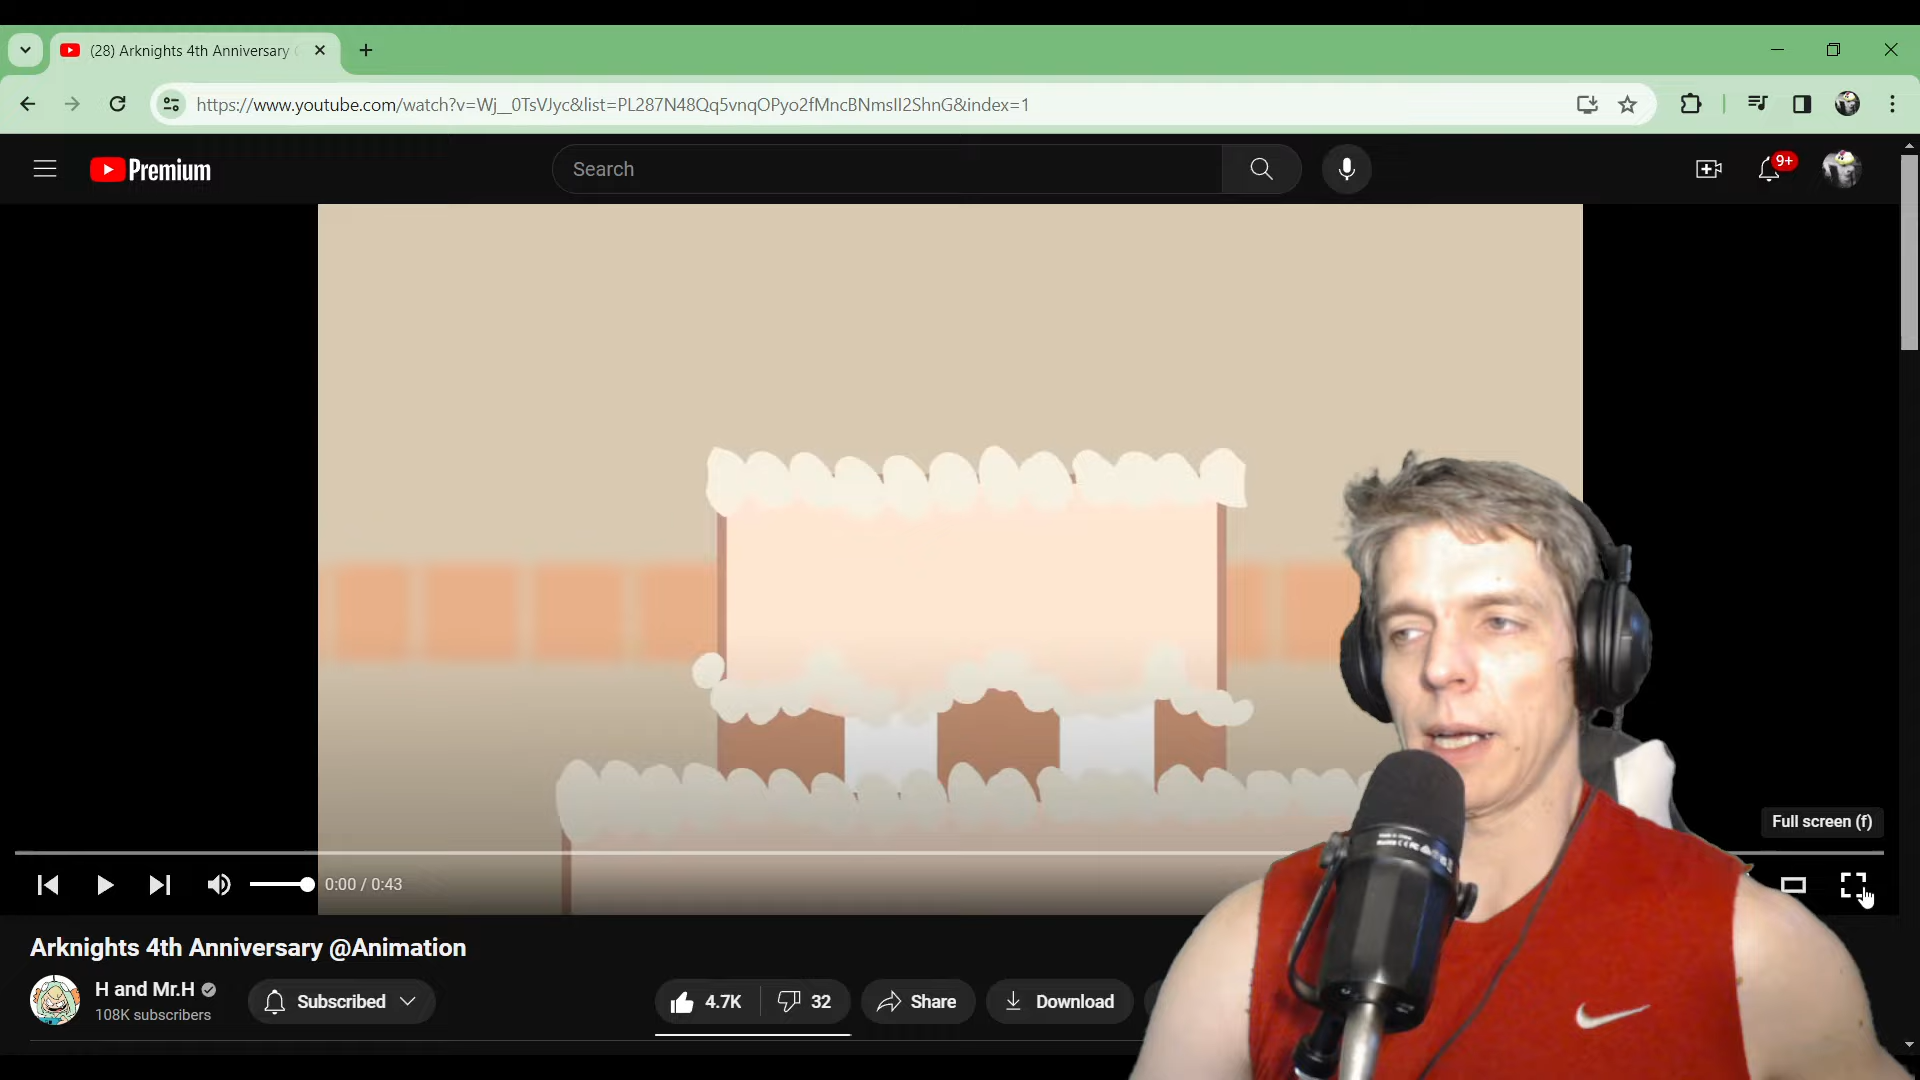 (28) Arknights 4th Anniversary
https://www.youtube.com/watch?v=Wj__0TsVJyc&list=PL287N48Qq5vnqOPyo2fMncBNmsII2ShnG&index=1
Premium
Search
9+
Full screen (f)
0:00 / 0:43
Arknights 4th Anniversary @Animation
H and Mr.H
108K subscribers
Subscribed
4.7K
32
Share
Download